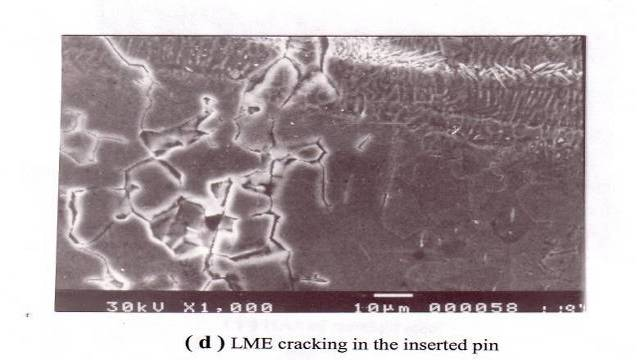 30kV X1,000 10µm 000058
( d ) LME cracking in the inserted pin